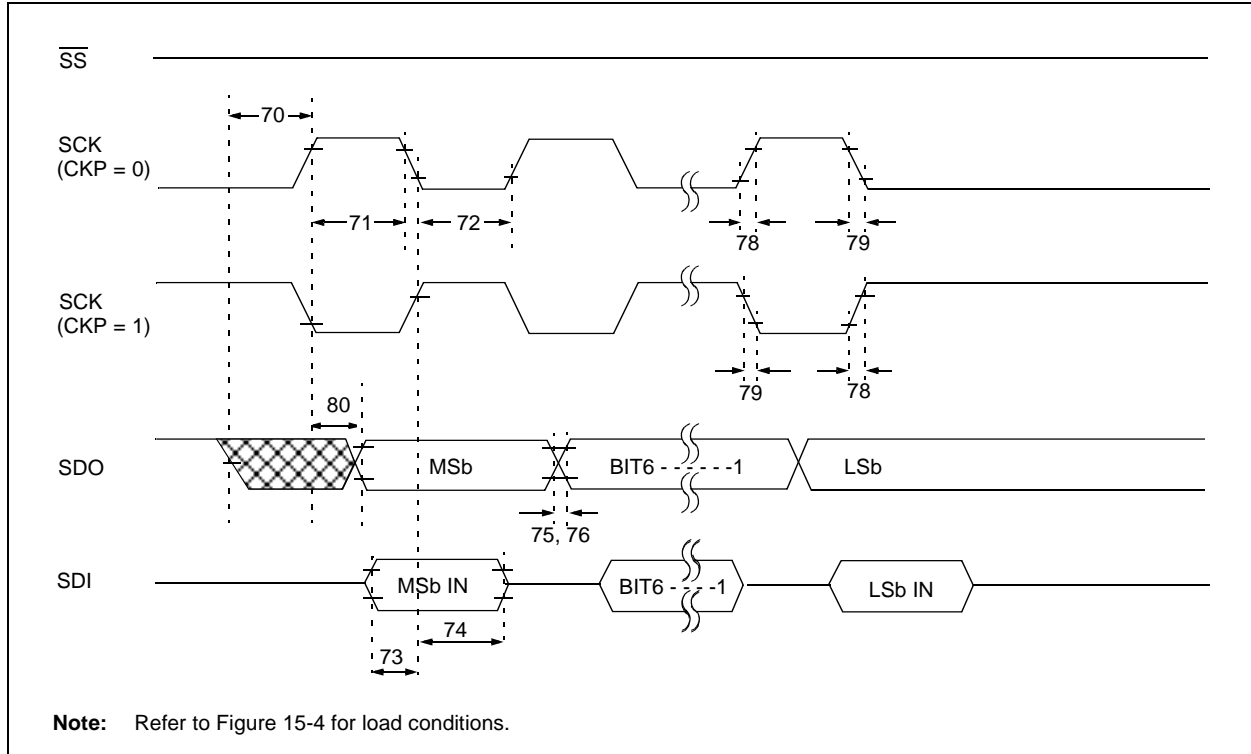 SS
70
SCK
(CKP = 0)
71
72
78
79
SCK
(CKP = 1)
79
78
80
SDO
MSb
BIT6 - - - - - -1
LSb
75, 76
SDI
MSb IN
BIT6 - - - -1
LSb IN
74
73
Note: Refer to Figure 15-4 for load conditions.